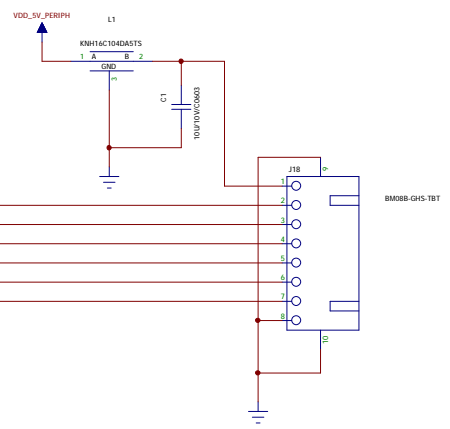 VDD_5V_PERIPH
L1
KNH16C104DA5TS
1 A B 2
GND
3
C1
10U/10V/C0603
J18
9
BM08B-GHS-TBT
1
2
3
4
5
6
7
8
10